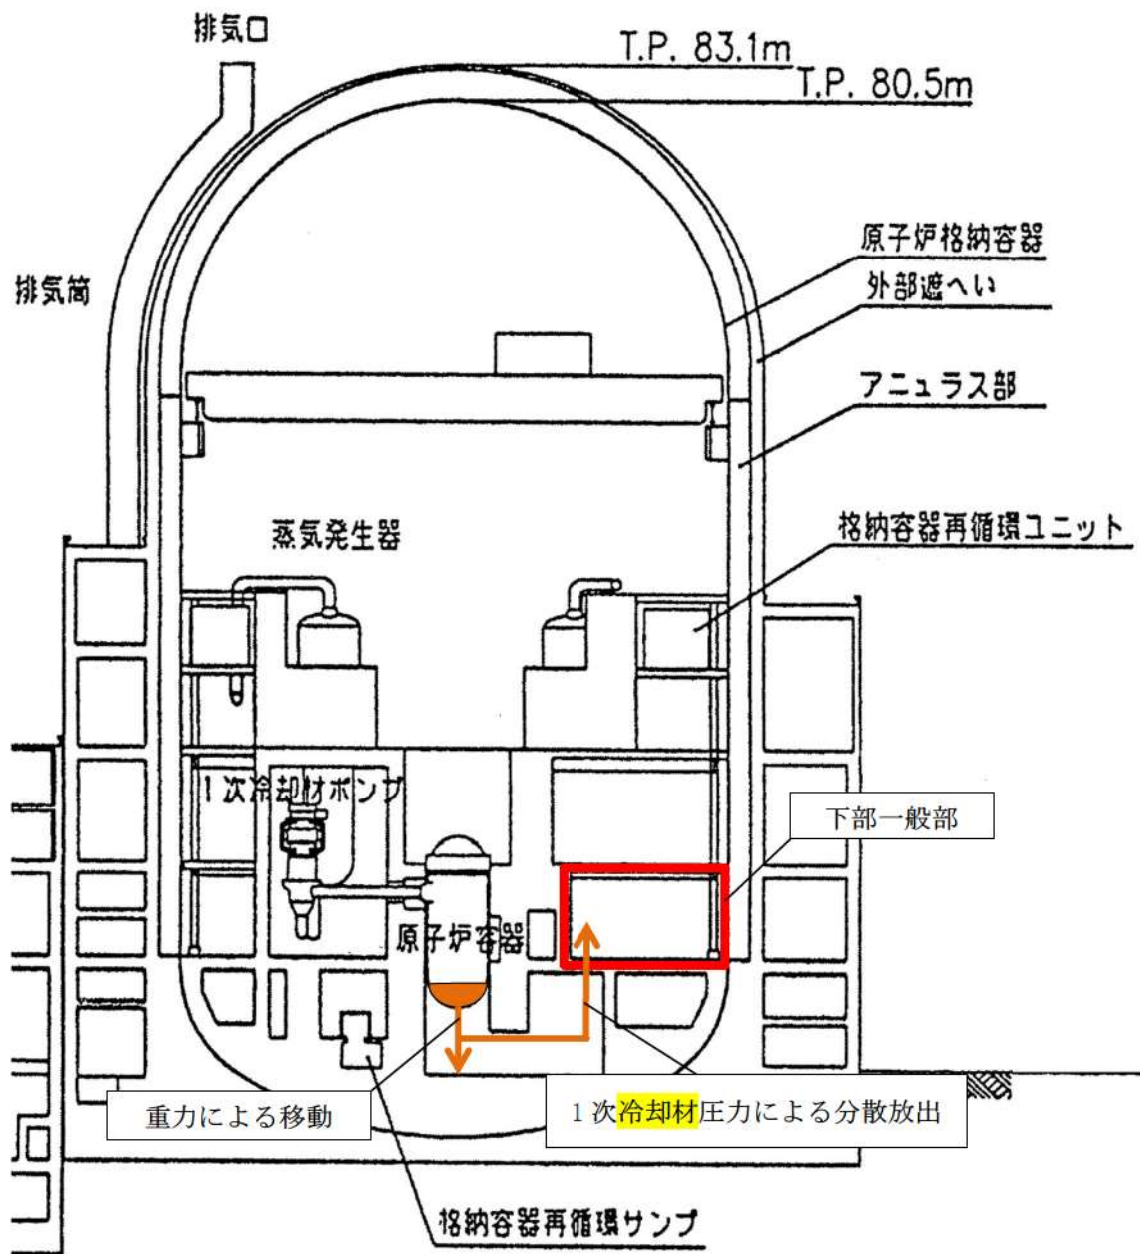 排気口
T.P. 83.1m
T.P. 80.5m
原子炉格納容器
外部遮へい
排気筒
アニュラス部
格納容器再循環ユニット
蒸気発生器
1次冷却材ポンプ
下部一般部
原子炉容器
重力による移動
1次冷却材圧力による分散放出
格納容器再循環サンプ